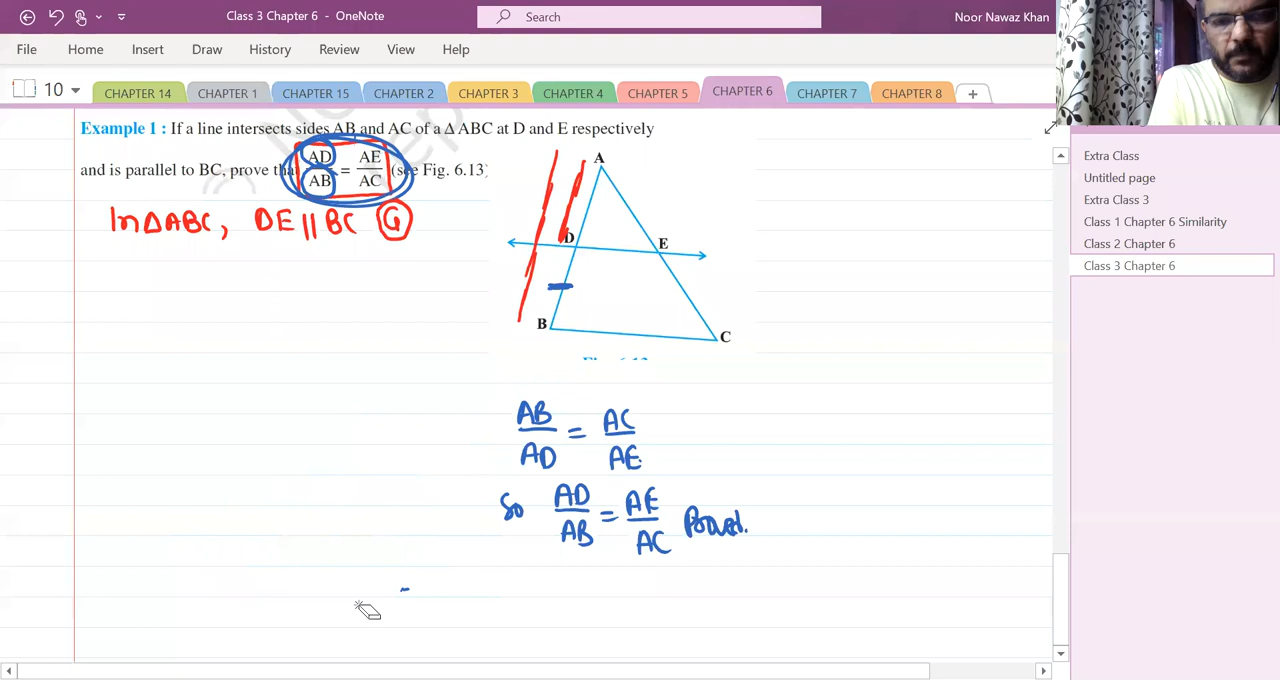 Class 3 Chapter 6 - OneNote
Search
Noor Nawaz Khan
File Home Insert Draw History Review View Help
10
CHAPTER 14 CHAPTER 1 CHAPTER 15 CHAPTER 2 CHAPTER 3 CHAPTER 4 CHAPTER 5 CHAPTER 6 CHAPTER 7 CHAPTER 8 +
Example 1 : If a line intersects sides AB and AC of a Δ ABC at D and E respectively
and is parallel to BC, prove that AD/AB = AE/AC (see Fig. 6.13)
In ΔABC, DE || BC G
A
D
E
B
C
AB/AD = AC/AE
So AD/AB = AE/AC Proved.
Extra Class
Untitled page
Extra Class 3
Class 1 Chapter 6 Similarity
Class 2 Chapter 6
Class 3 Chapter 6